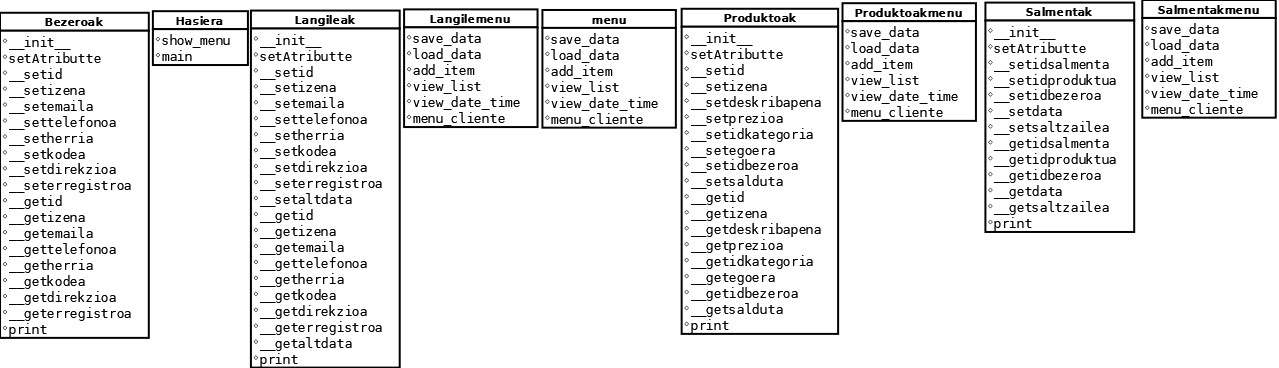 Bezeroak
__init__
setAtributte
__setid
__setizena
__setemaila
__settelefonoa
__setherria
__setkodea
__setdirekzioa
__seterregistroa
__getid
__getizena
__getemaila
__gettelefonoa
__getherria
__getkodea
__getdirekzioa
__geterregistroa
print
Hasiera
show_menu
main
Langileak
__init__
setAtributte
__setid
__setizena
__setemaila
__settelefonoa
__setherria
__setkodea
__setdirekzioa
__seterregistroa
__setaltdata
__getid
__getizena
__getemaila
__gettelefonoa
__getherria
__getkodea
__getdirekzioa
__geterregistroa
__getaltdata
print
Langilemenu
save_data
load_data
add_item
view_list
view_date_time
menu_cliente
menu
save_data
load_data
add_item
view_list
view_date_time
menu_cliente
Produktoak
__init__
setAtributte
__setid
__setizena
__setdeskribapena
__setprezioa
__setidkategoria
__setegoera
__setidbezeroa
__setsalduta
__getid
__getizena
__getdeskribapena
__getprezioa
__getidkategoria
__getegoera
__getidbezeroa
__getsalduta
print
Produktoakmenu
save_data
load_data
add_item
view_list
view_date_time
menu_cliente
Salmentak
__init__
setAtributte
__setidsalmenta
__setidproduktua
__setidbezeroa
__setdata
__setsaltzailea
__getidsalmenta
__getidproduktua
__getidbezeroa
__getdata
__getsaltzailea
print
Salmentakmenu
save_data
load_data
add_item
view_list
view_date_time
menu_cliente